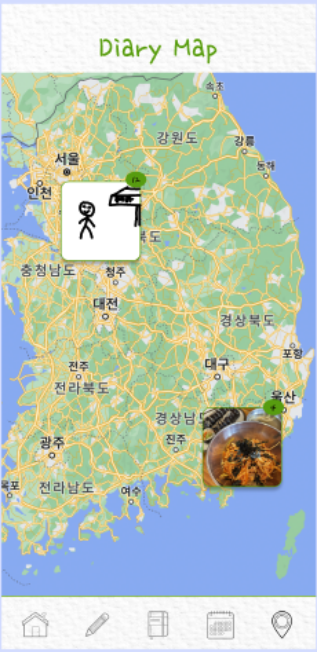 Diary Map
속초
강원도
강릉
서울
동해
인천
북도
충청남도
청주
대전
경상북도
포항
전주
대구
전라북도
울산
경상남도
진주
광주
목포
전라남도
여수